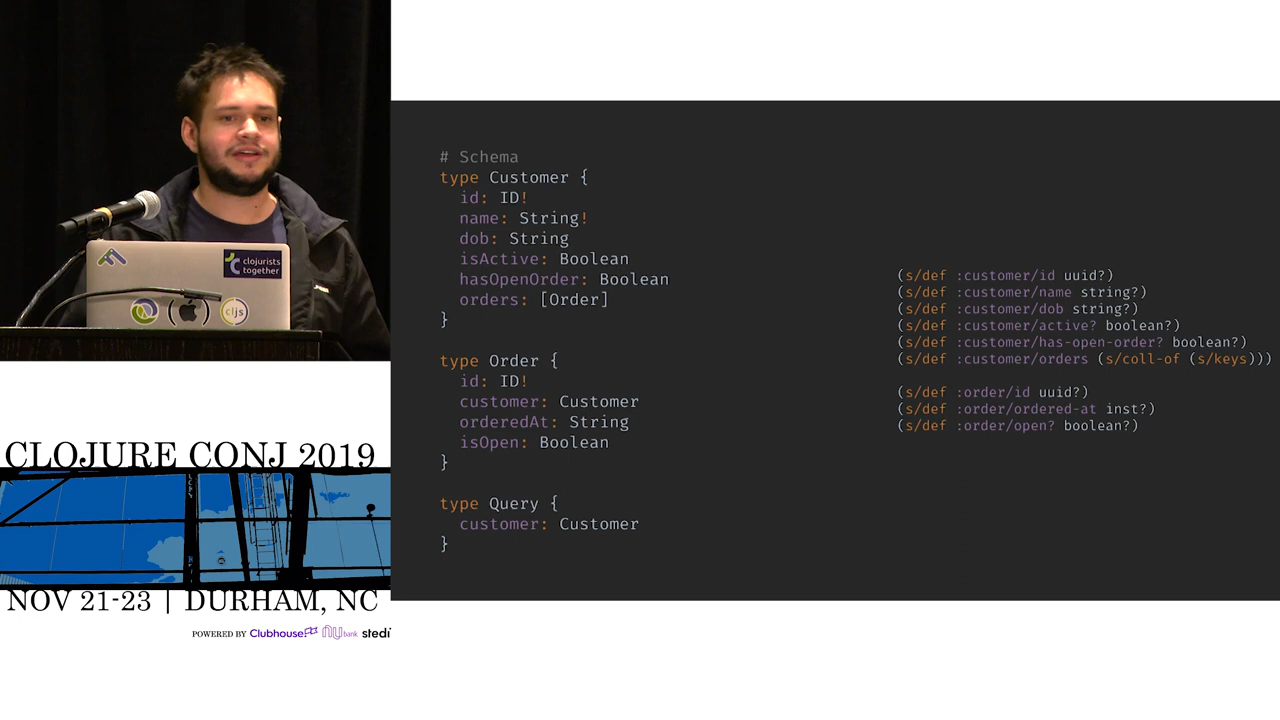 clojurists
together
cljs
CLOJURE CONJ 2019
NOV 21-23 | DURHAM, NC
POWERED BY Clubhouse nu bank stedi
# Schema
type Customer {
  id: ID!
  name: String!
  dob: String
  isActive: Boolean
  hasOpenOrder: Boolean
  orders: [Order]
}
type Order {
  id: ID!
  customer: Customer
  orderedAt: String
  isOpen: Boolean
}
type Query {
  customer: Customer
}
(s/def :customer/id uuid?)
(s/def :customer/name string?)
(s/def :customer/dob string?)
(s/def :customer/active? boolean?)
(s/def :customer/has-open-order? boolean?)
(s/def :customer/orders (s/coll-of (s/keys)))
(s/def :order/id uuid?)
(s/def :order/ordered-at inst?)
(s/def :order/open? boolean?)